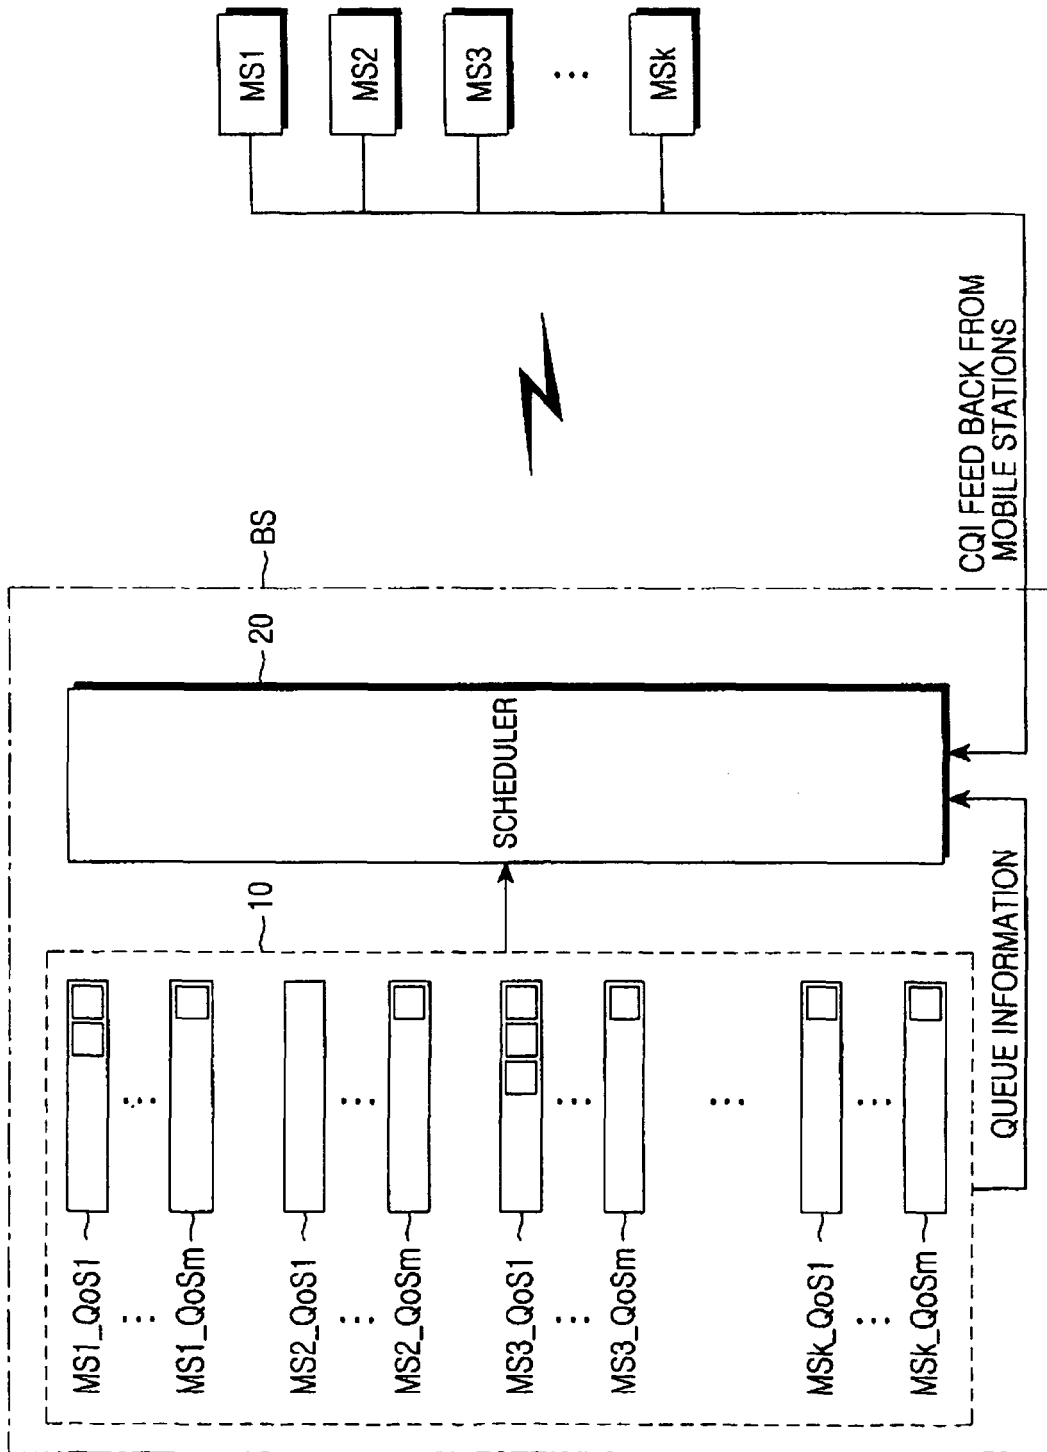 MS1_QoS1
⋮
MS1_QoSm
MS2_QoS1
⋮
MS2_QoSm
MS3_QoS1
⋮
MS3_QoSm
MSk_QoS1
⋮
MSk_QoSm
10
QUEUE INFORMATION
SCHEDULER
20
BS
CQI FEED BACK FROM
MOBILE STATIONS
MS1
MS2
MS3
⋮
MSk